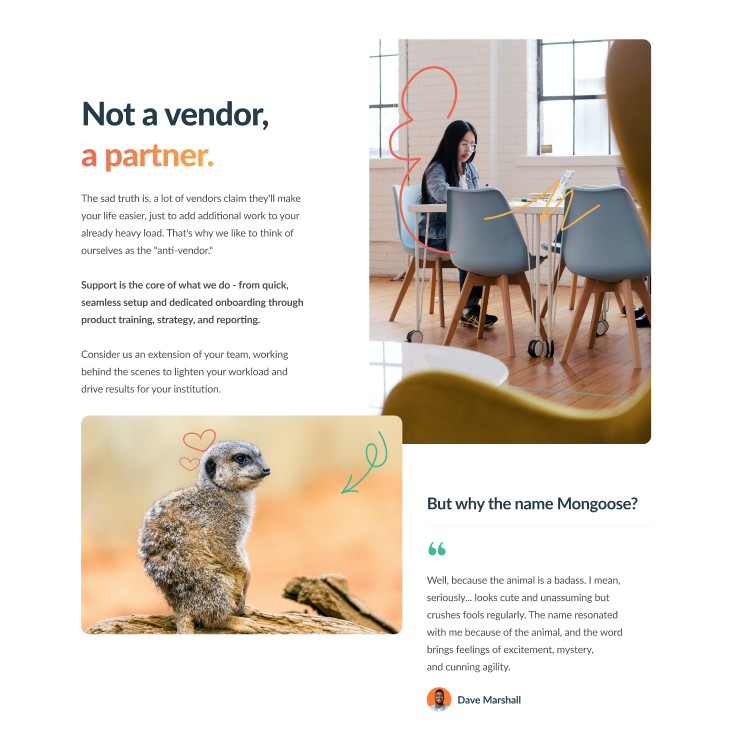 Not a vendor,
a partner.
The sad truth is, a lot of vendors claim they'll make
your life easier, just to add additional work to your
already heavy load. That's why we like to think of
ourselves as the "anti-vendor."
Support is the core of what we do - from quick,
seamless setup and dedicated onboarding through
product training, strategy, and reporting.
Consider us an extension of your team, working
behind the scenes to lighten your workload and
drive results for your institution.
But why the name Mongoose?
“
Well, because the animal is a badass. I mean,
seriously... looks cute and unassuming but
crushes fools regularly. The name resonated
with me because of the animal, and the word
brings feelings of excitement, mystery,
and cunning agility.
Dave Marshall